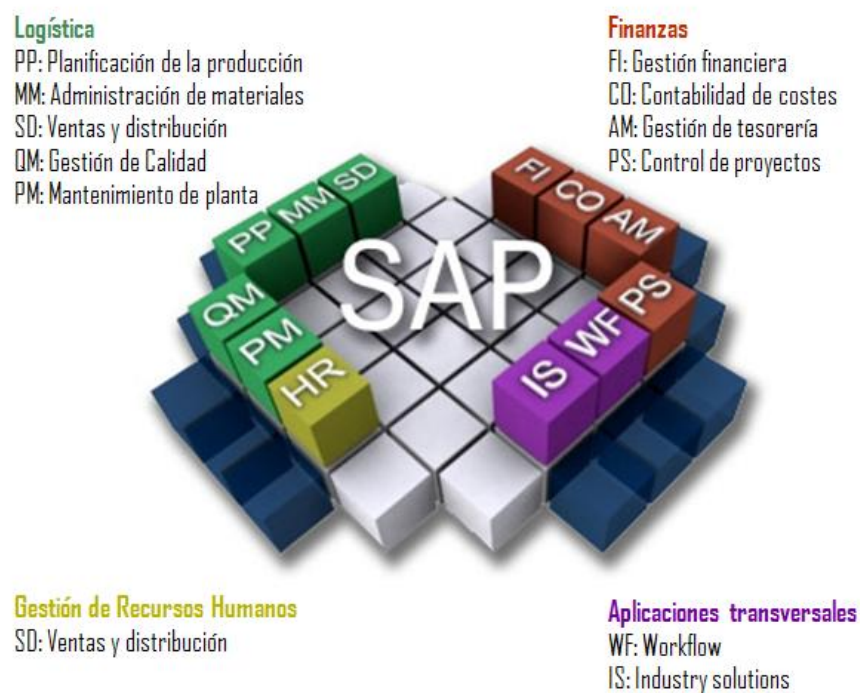 Logística
PP: Planificación de la producción
MM: Administración de materiales
SD: Ventas y distribución
QM: Gestión de Calidad
PM: Mantenimiento de planta
Finanzas
FI: Gestión financiera
CO: Contabilidad de costes
AM: Gestión de tesorería
PS: Control de proyectos
PP MM SD
QM PM HR
SAP
FI CO AM
IS WF PS
Gestión de Recursos Humanos
SD: Ventas y distribución
Aplicaciones transversales
WF: Workflow
IS: Industry solutions